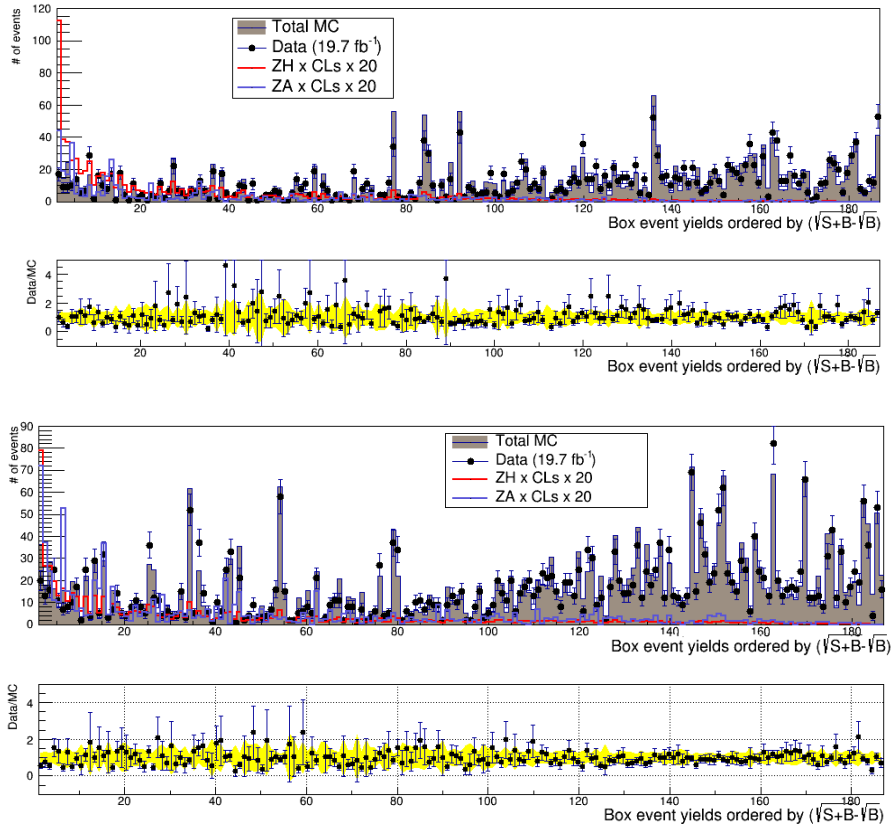 # of events
120
100
80
60
40
20
0
Total MC
Data (19.7 fb⁻¹)
ZH x CLs x 20
ZA x CLs x 20
20 40 60 80 100 120 140 160 180
Box event yields ordered by (√S+B-√B)
Data/MC
4
2
0
20 40 60 80 100 120 140 160 180
Box event yields ordered by (√S+B-√B)
# of events
90
80
70
60
50
40
30
20
10
0
Total MC
Data (19.7 fb⁻¹)
ZH x CLs x 20
ZA x CLs x 20
20 40 60 80 100 120 140 160 180
Box event yields ordered by (√S+B-√B)
Data/MC
4
2
0
20 40 60 80 100 120 140 160 180
Box event yields ordered by (√S+B-√B)